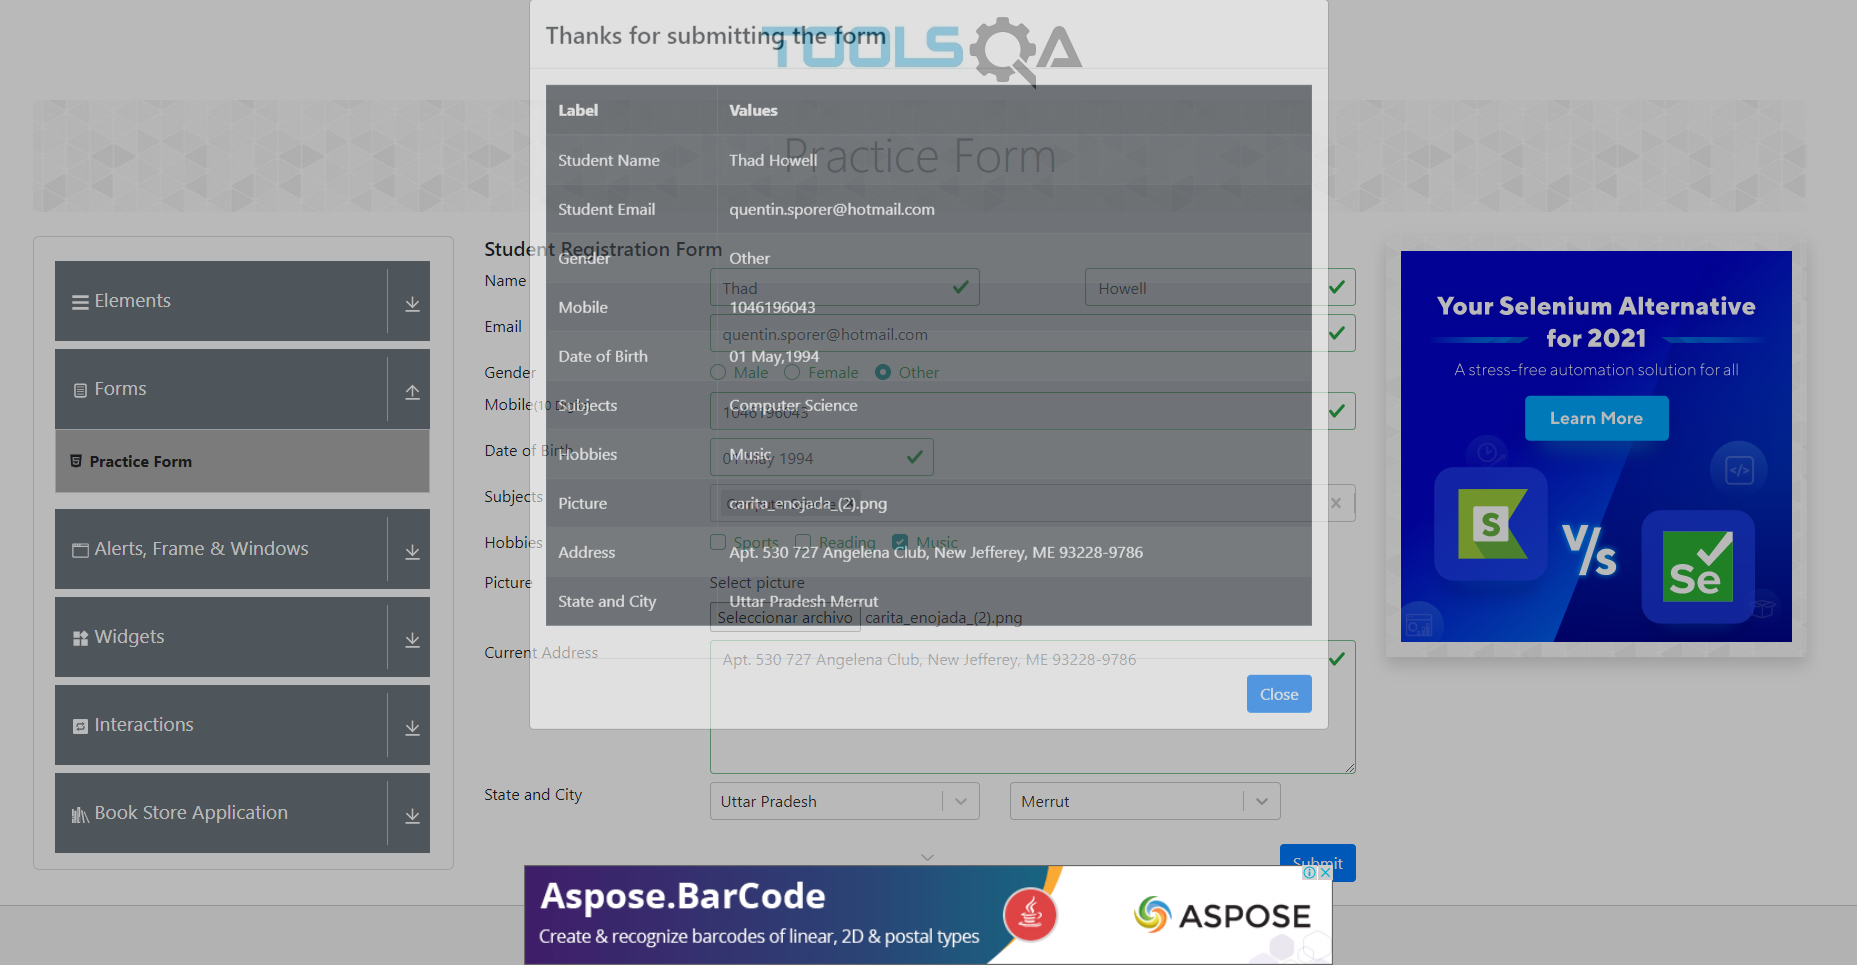 Thanks for submitting the form
TOOLSQA
Label Values
Practice Form
Student Name Thad Howell
Student Email quentin.sporer@hotmail.com
Gender Other
Mobile 1046196043
Date of Birth 01 May,1994
Subjects Computer Science
Hobbies Music
Picture carita_enojada_(2).png
Address Apt. 530 727 Angelena Club, New Jefferey, ME 93228-9786
State and City Uttar Pradesh Merrut
Close
Elements
Forms
Practice Form
Alerts, Frame & Windows
Widgets
Interactions
Book Store Application
Student Registration Form
Name Thad Howell
Email quentin.sporer@hotmail.com
Gender Male Female Other
Mobile(10 Digits) 1046196043
Date of Birth 01 May 1994
Subjects Computer Science
Hobbies Sports Reading Music
Picture Select picture
Seleccionar archivo carita_enojada_(2).png
Current Address Apt. 530 727 Angelena Club, New Jefferey, ME 93228-9786
State and City Uttar Pradesh Merrut
Submit
Your Selenium Alternative
for 2021
A stress-free automation solution for all
Learn More
S
V/s
Se
Aspose.BarCode
Create & recognize barcodes of linear, 2D & postal types
ASPOSE